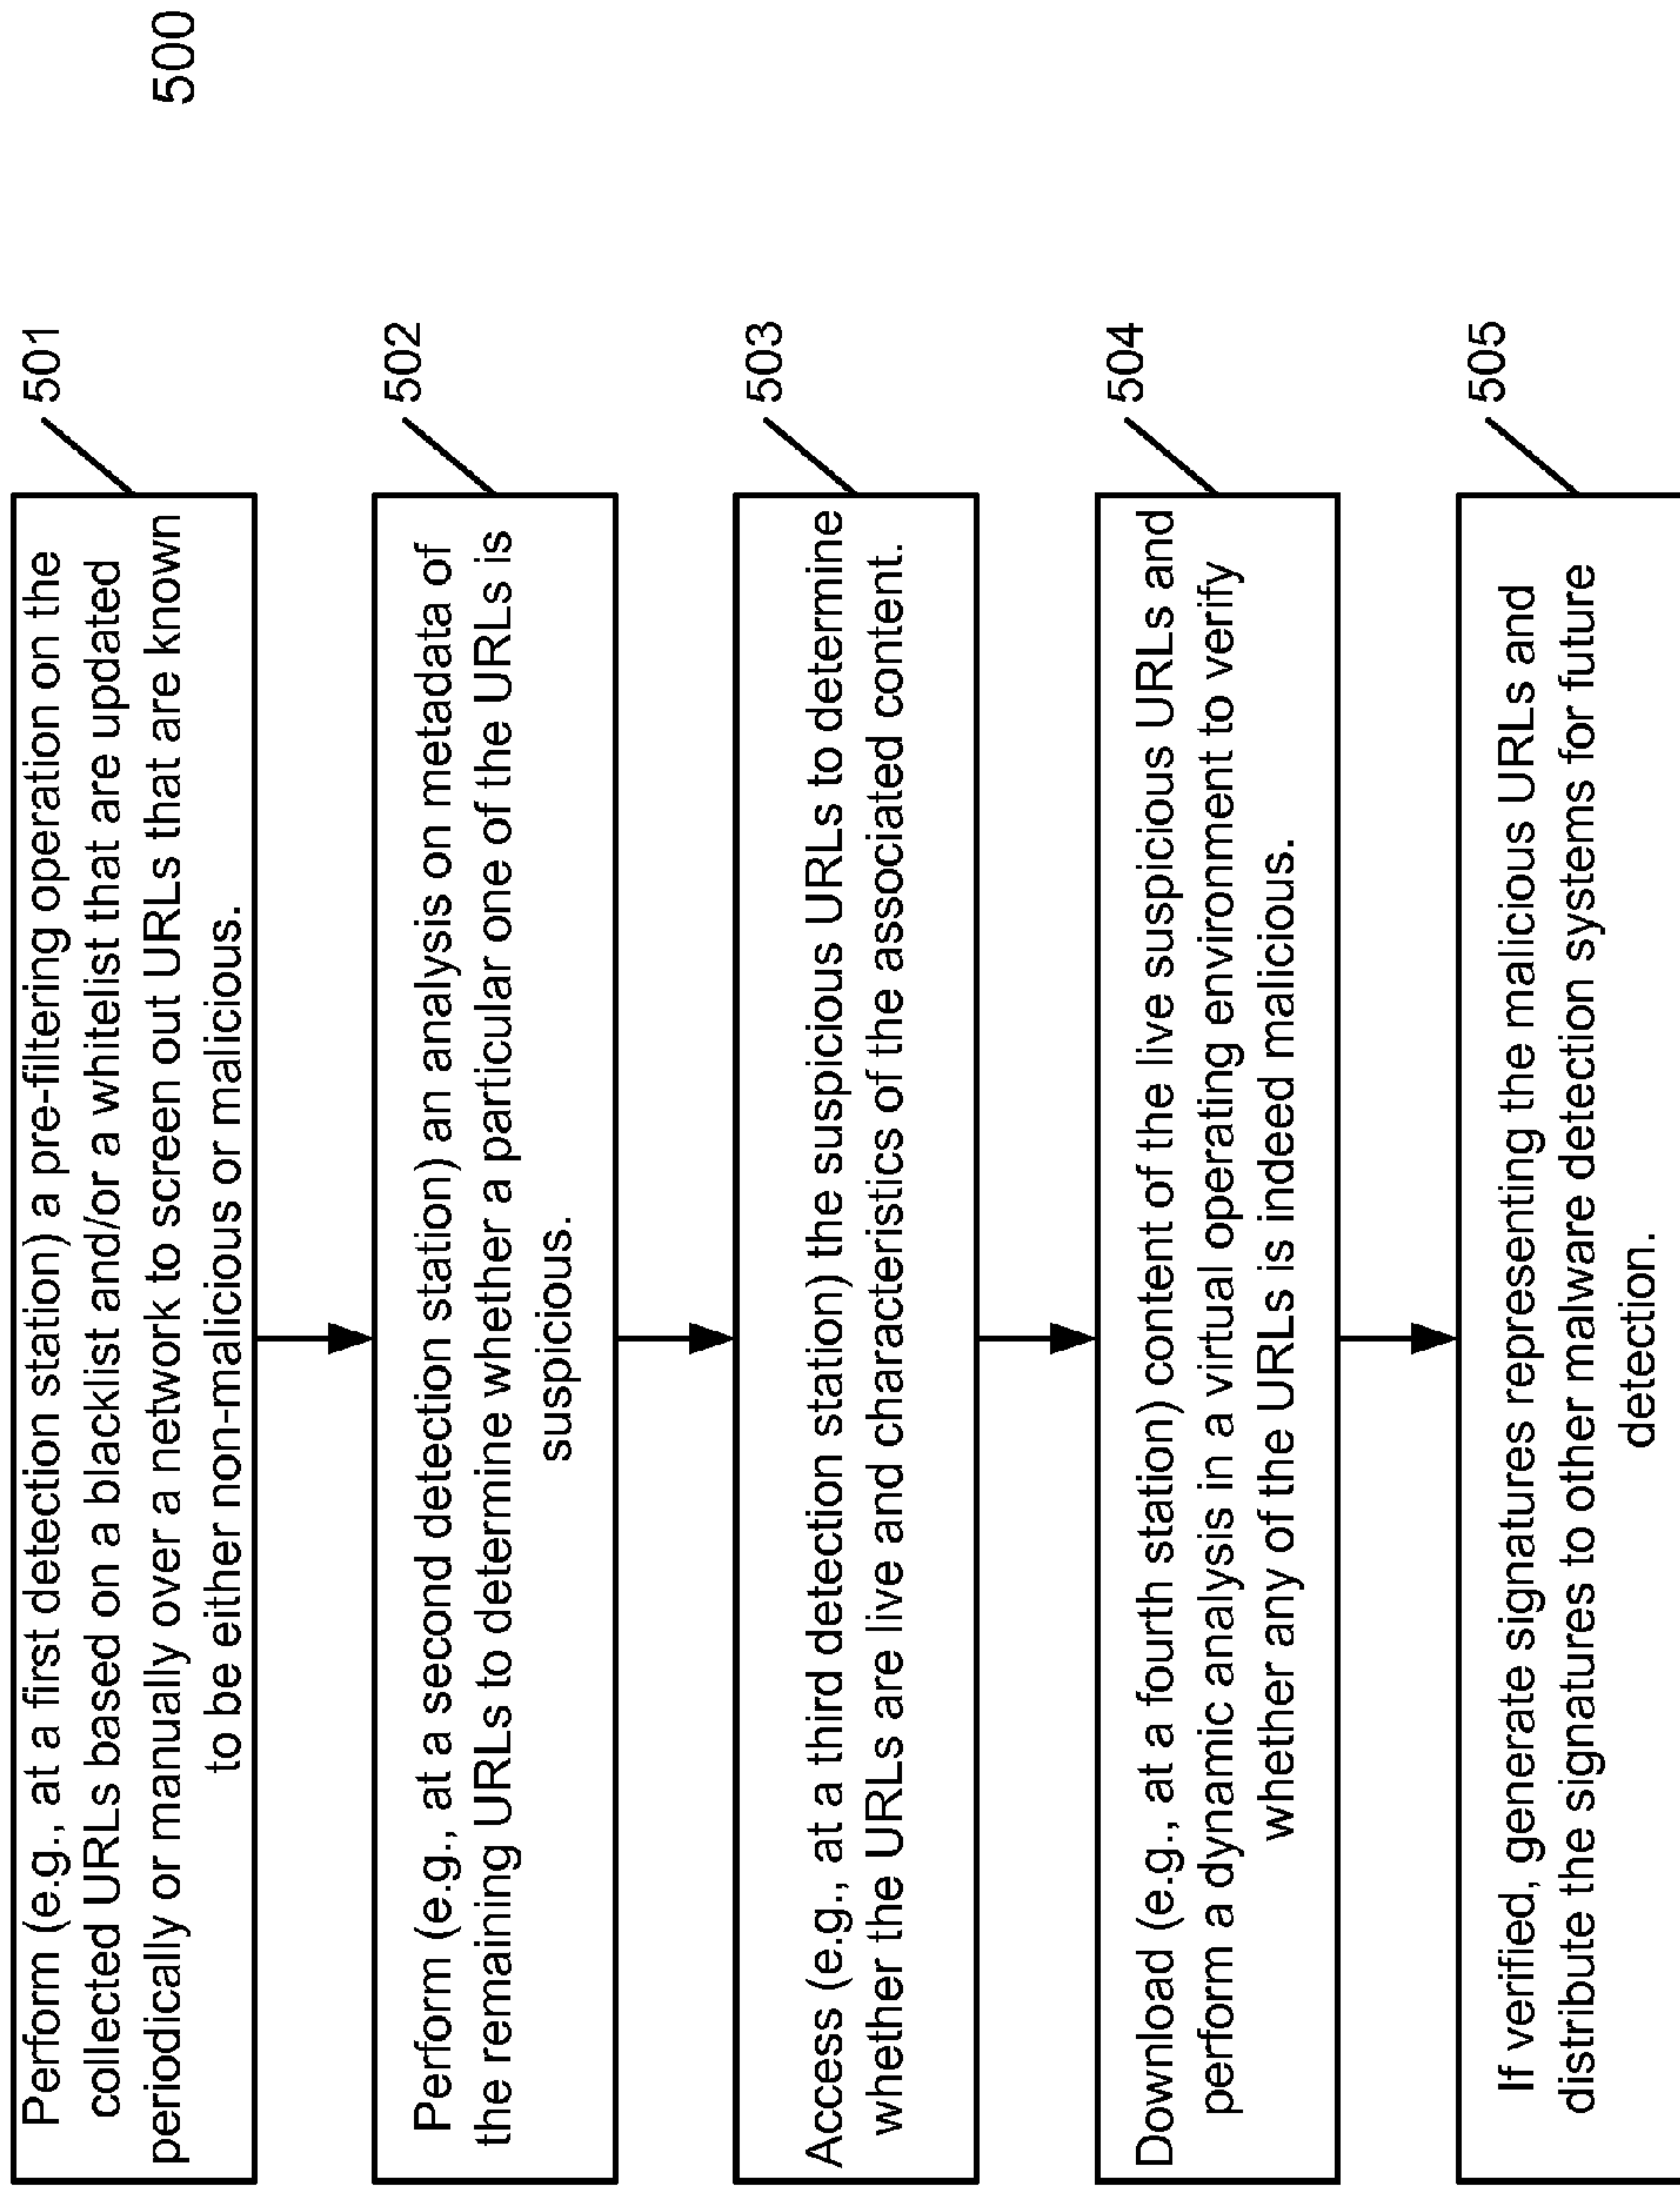 Perform (e.g., at a first detection station) a pre-filtering operation on the
collected URLs based on a blacklist and/or a whitelist that are updated
periodically or manually over a network to screen out URLs that are known
to be either non-malicious or malicious.
501
500
Perform (e.g., at a second detection station) an analysis on metadata of
the remaining URLs to determine whether a particular one of the URLs is
suspicious.
502
Access (e.g., at a third detection station) the suspicious URLs to determine
whether the URLs are live and characteristics of the associated content.
503
Download (e.g., at a fourth station) content of the live suspicious URLs and
perform a dynamic analysis in a virtual operating environment to verify
whether any of the URLs is indeed malicious.
504
If verified, generate signatures representing the malicious URLs and
distribute the signatures to other malware detection systems for future
detection.
505